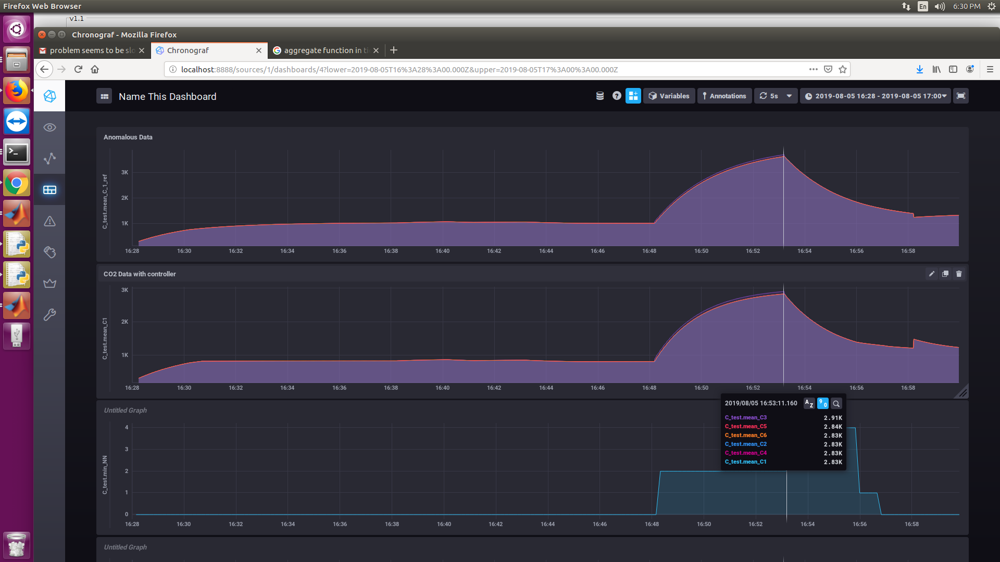 Firefox Web Browser
En
6:30 PM
v1.1
Chronograf - Mozilla Firefox
problem seems to be slo
Chronograf
aggregate function in ti
localhost:8888/sources/1/dashboards/4?lower=2019-08-05T16%3A28%3A00.000Z&upper=2019-08-05T17%3A00%3A00.000Z
Name This Dashboard
Variables
Annotations
5s
2019-08-05 16:28 - 2019-08-05 17:00
Anomalous Data
C_test.mean_C_1_ref
3K
2K
1K
16:28 16:30 16:32 16:34 16:36 16:38 16:40 16:42 16:44 16:46 16:48 16:50 16:52 16:54 16:56 16:58
CO2 Data with controller
C_test.mean_C1
3K
2K
1K
16:28 16:30 16:32 16:34 16:36 16:38 16:40 16:42 16:44 16:46 16:48 16:50 16:52 16:54 16:56 16:58
2019/08/05 16:53:11.160
A Z
9 0
C_test.mean_C3 2.91K
C_test.mean_C5 2.84K
C_test.mean_C6 2.83K
C_test.mean_C2 2.83K
C_test.mean_C4 2.83K
C_test.mean_C1 2.83K
Untitled Graph
C_test.min_NN
4
3
2
1
0
16:28 16:30 16:32 16:34 16:36 16:38 16:40 16:42 16:44 16:46 16:48 16:50 16:52 16:54 16:56 16:58
Untitled Graph